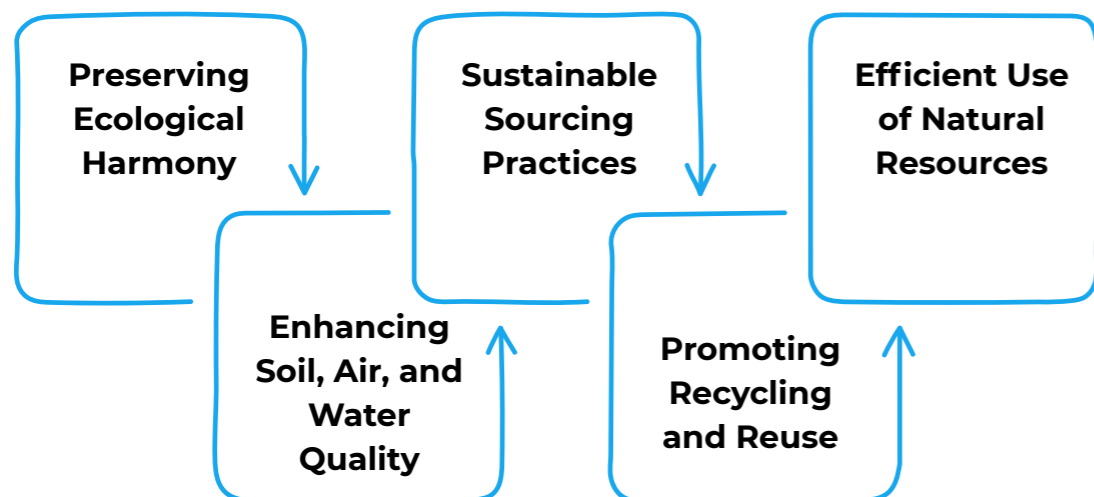 Preserving
Ecological
Harmony
Enhancing
Soil, Air, and
Water
Quality
Sustainable
Sourcing
Practices
Promoting
Recycling
and Reuse
Efficient Use
of Natural
Resources